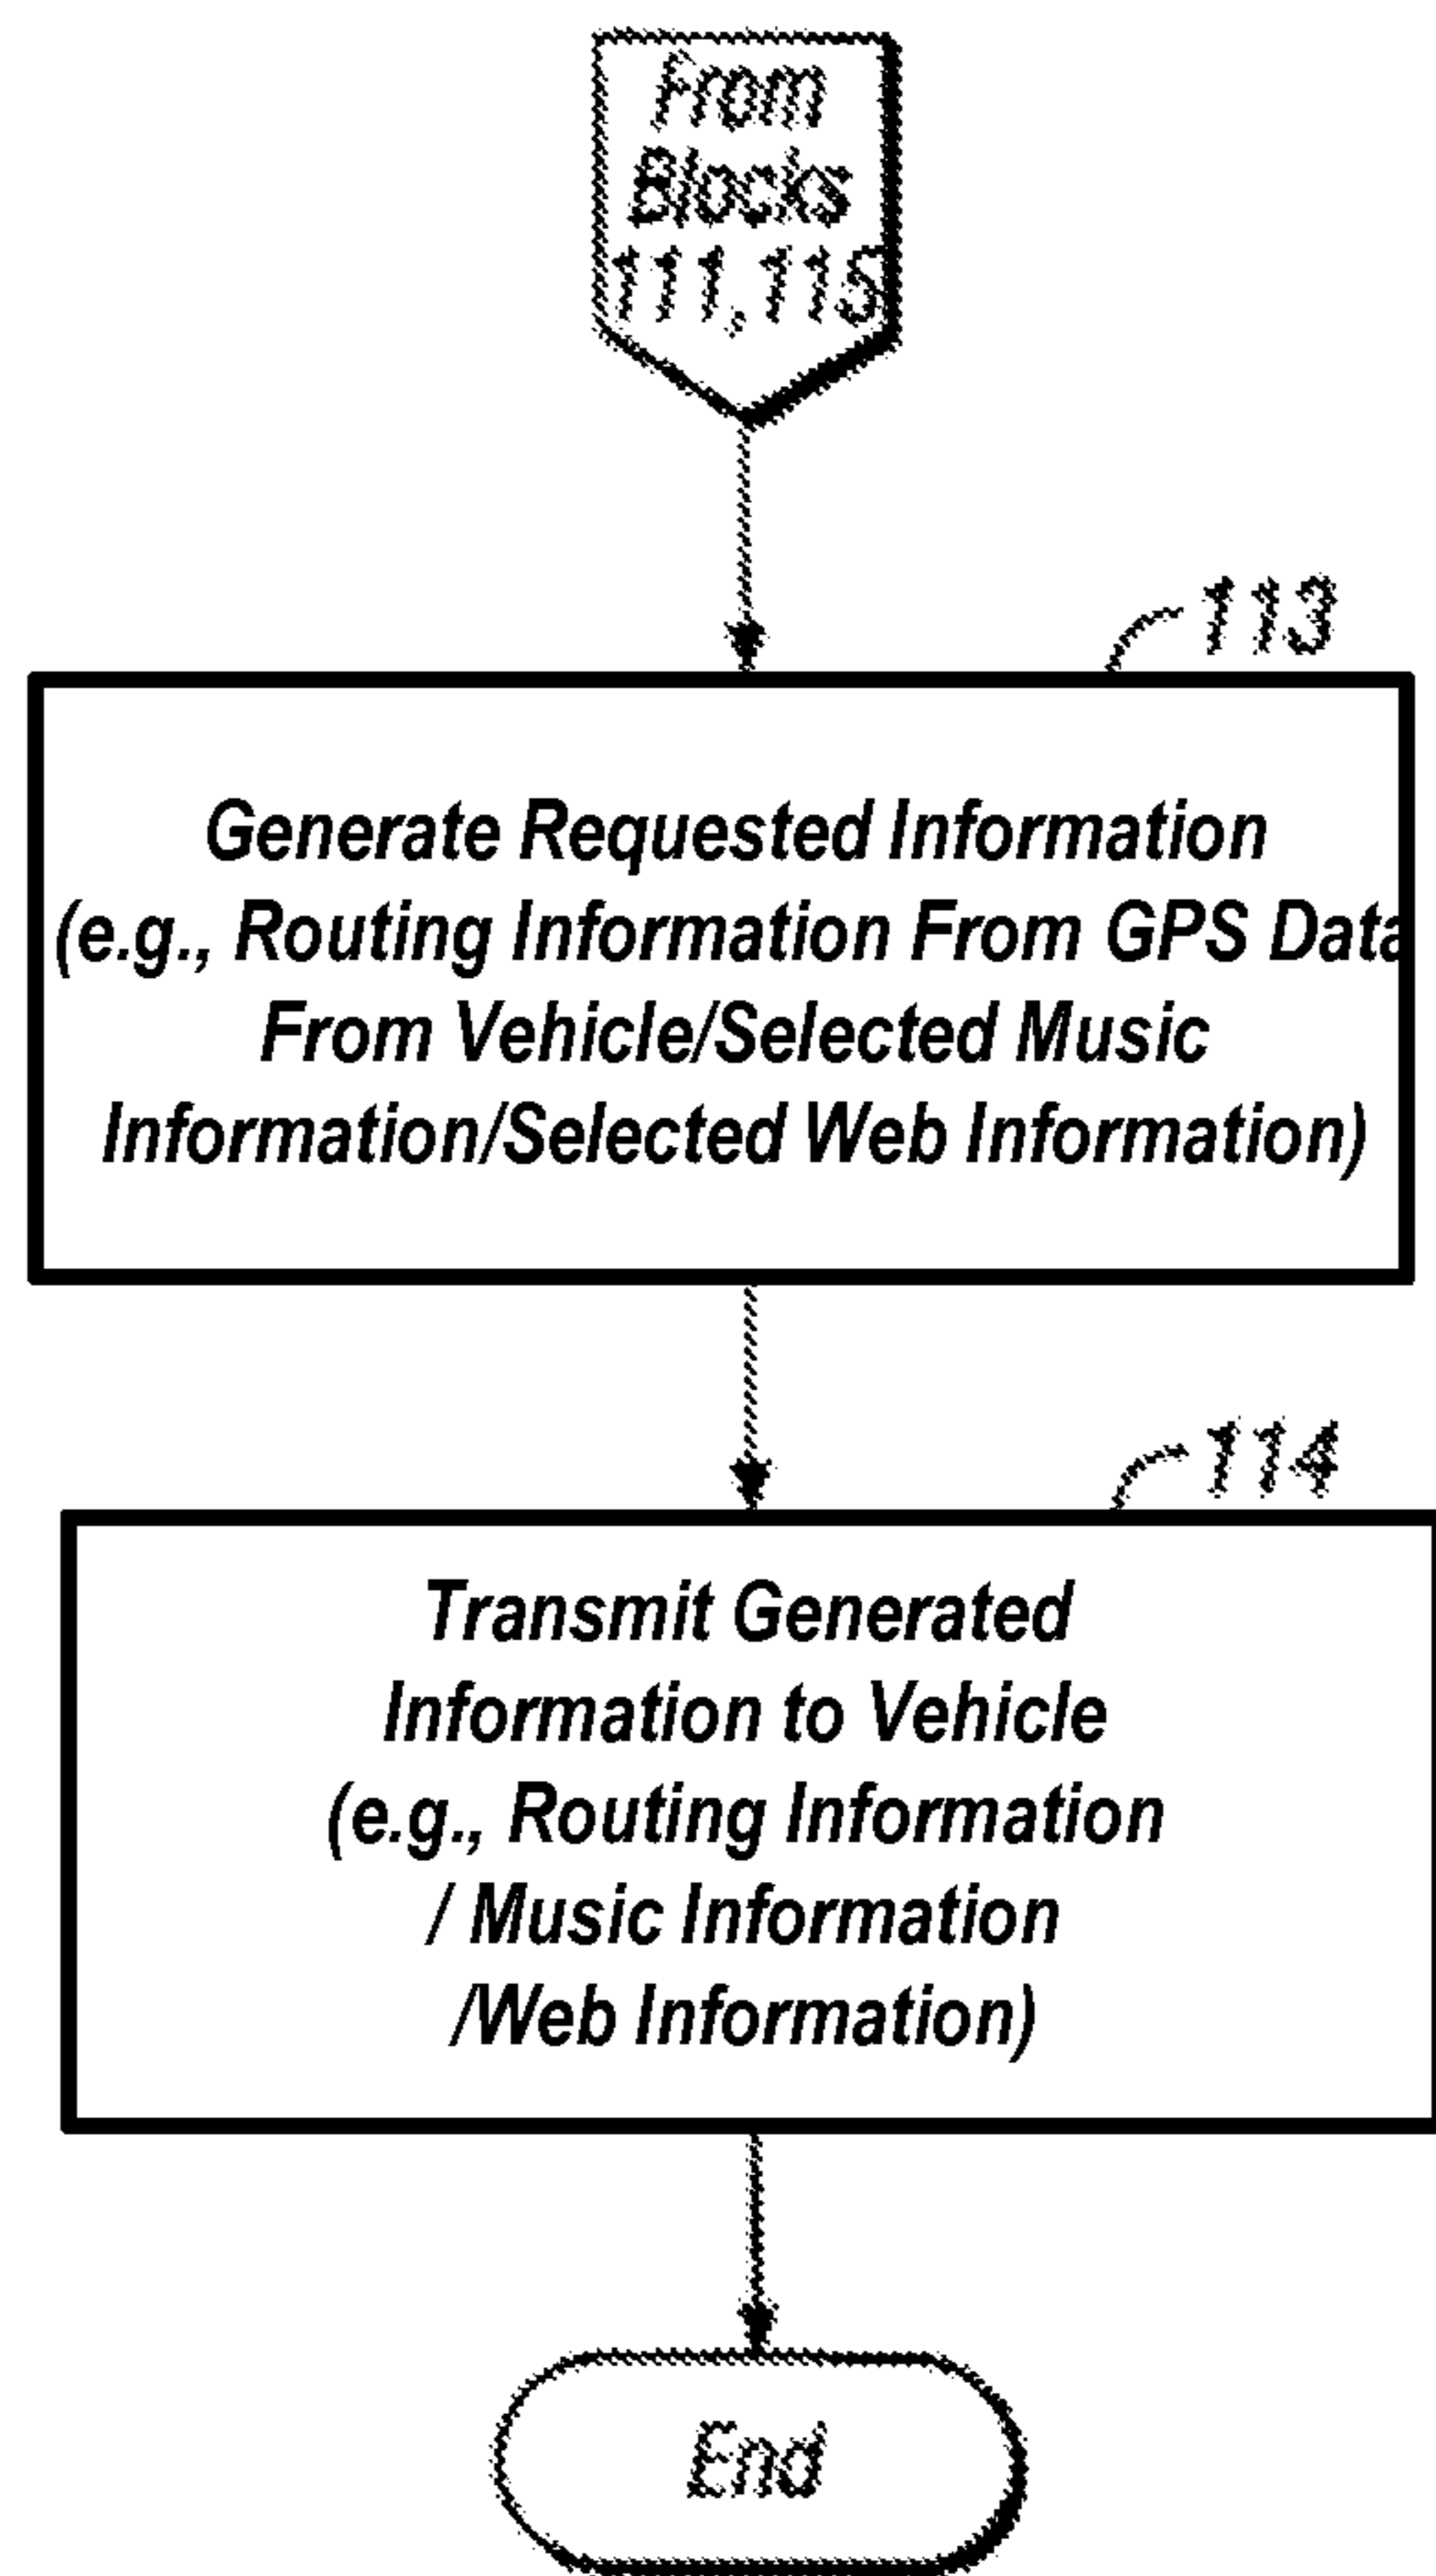 From
Blocks
111,115
113
Generate Requested Information
(e.g., Routing Information From GPS Data
From Vehicle/Selected Music
Information/Selected Web Information)
114
Transmit Generated
Information to Vehicle
(e.g., Routing Information
/ Music Information
/Web Information)
End